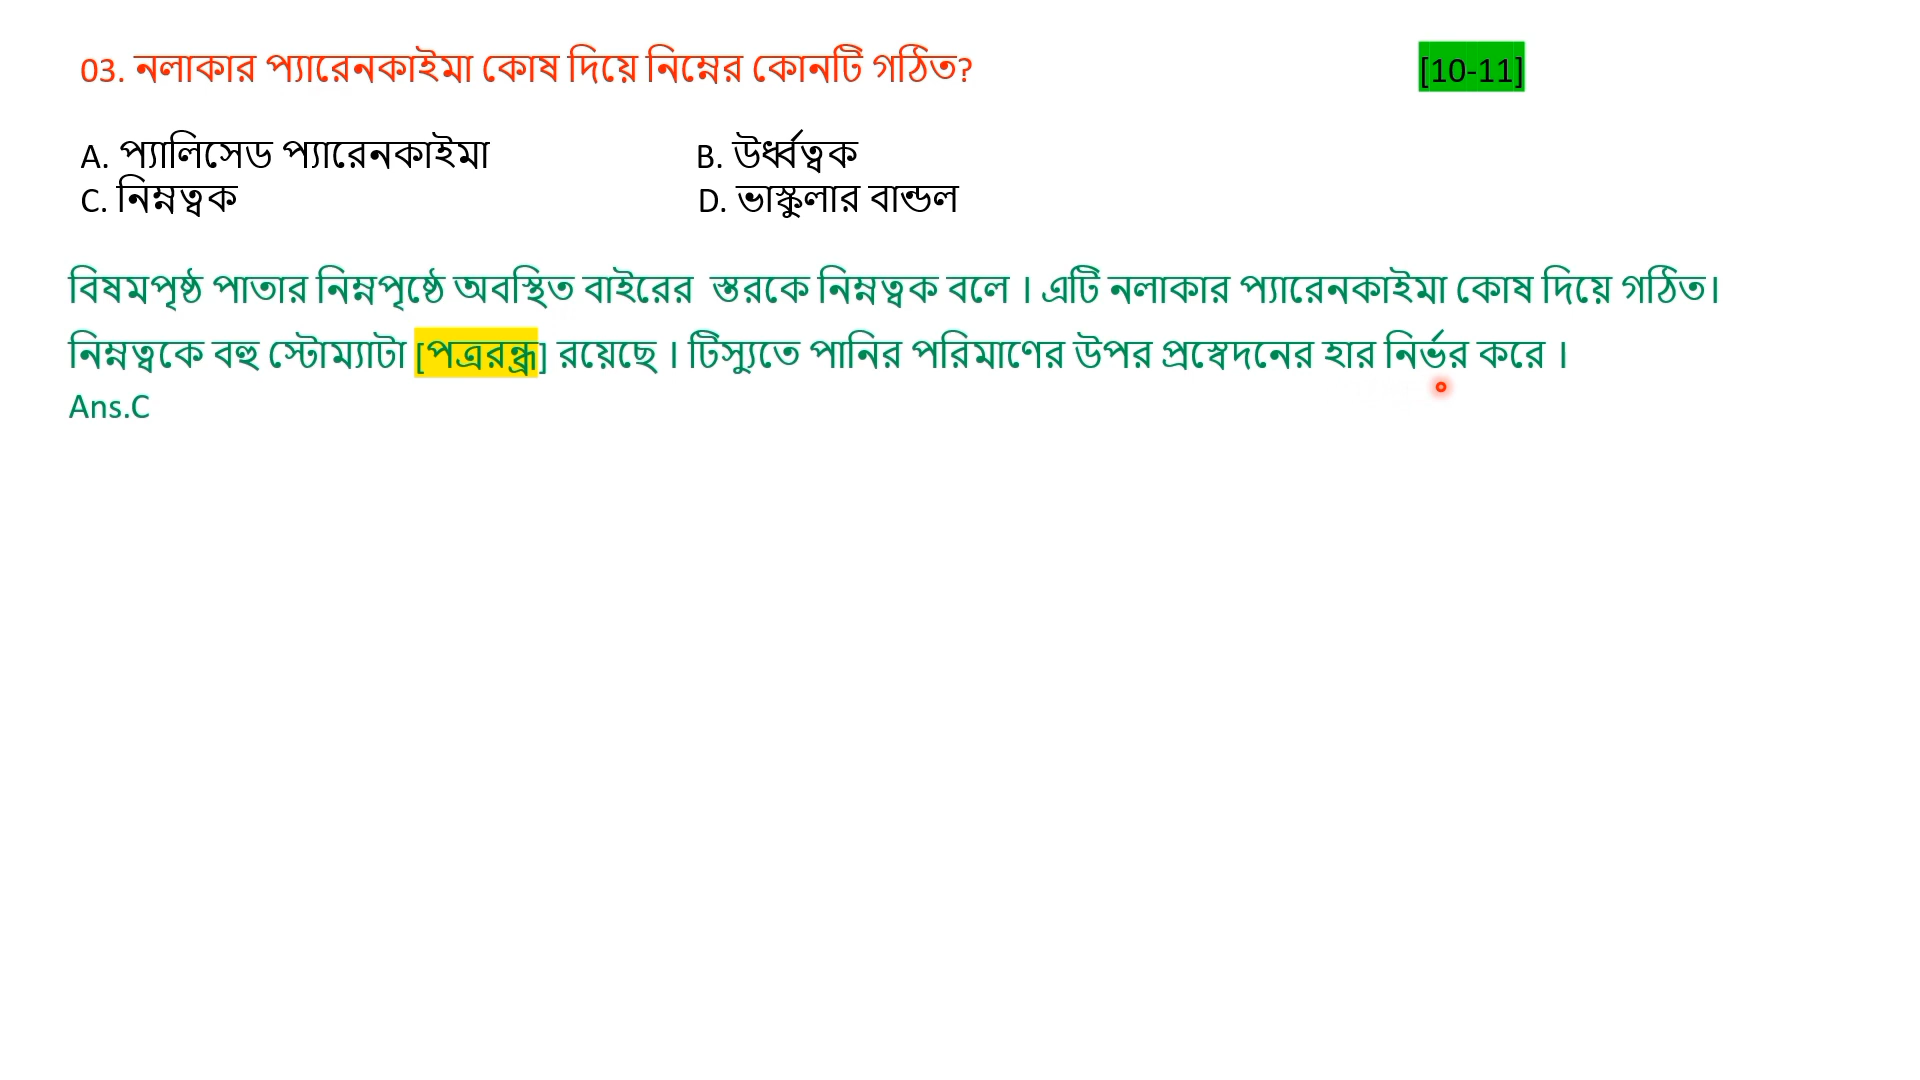 03. নলাকার প্যারেনকাইমা কোষ দিয়ে নিম্নের কোনটি গঠিত? [10-11]
A. প্যালিসেড প্যারেনকাইমা B. উর্ধ্বত্বক
C. নিম্নত্বক D. ভাস্কুলার বান্ডল
বিষমপৃষ্ঠ পাতার নিম্নপৃষ্ঠে অবস্থিত বাইরের স্তরকে নিম্নত্বক বলে । এটি নলাকার প্যারেনকাইমা কোষ দিয়ে গঠিত।
নিম্নত্বকে বহু স্টোম্যাটা [পত্ররন্ধ্র] রয়েছে । টিস্যুতে পানির পরিমাণের উপর প্রস্বেদনের হার নির্ভর করে ।
Ans.C